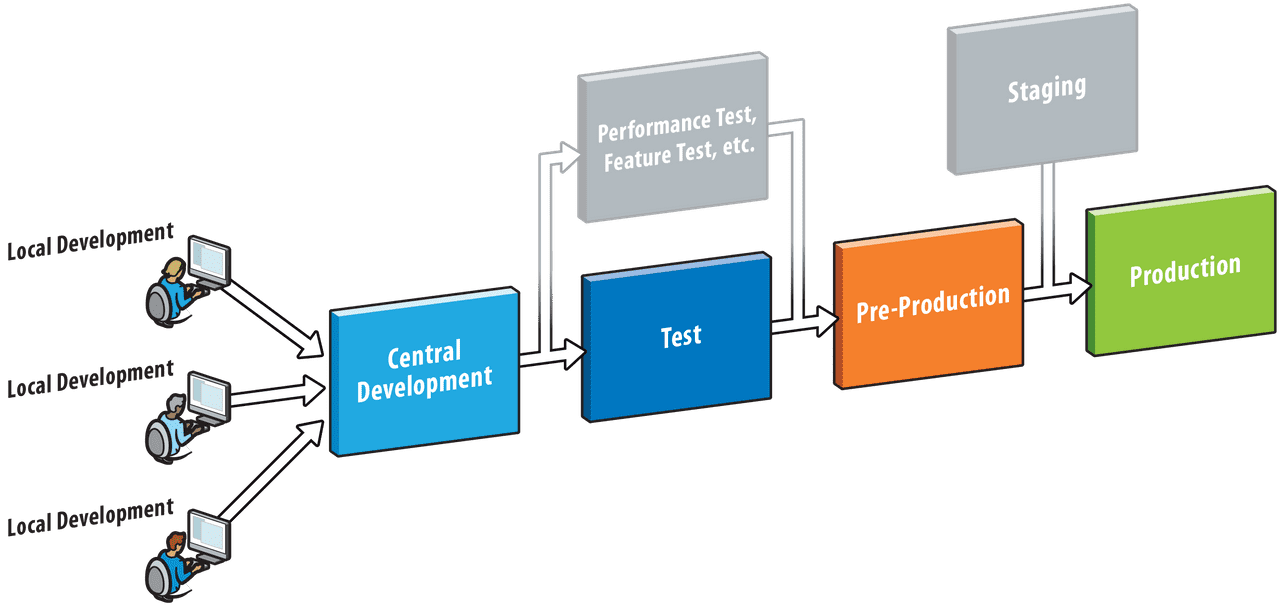 Local Development
Local Development
Local Development
Central
Development
Performance Test,
Feature Test, etc.
Test
Pre-Production
Staging
Production